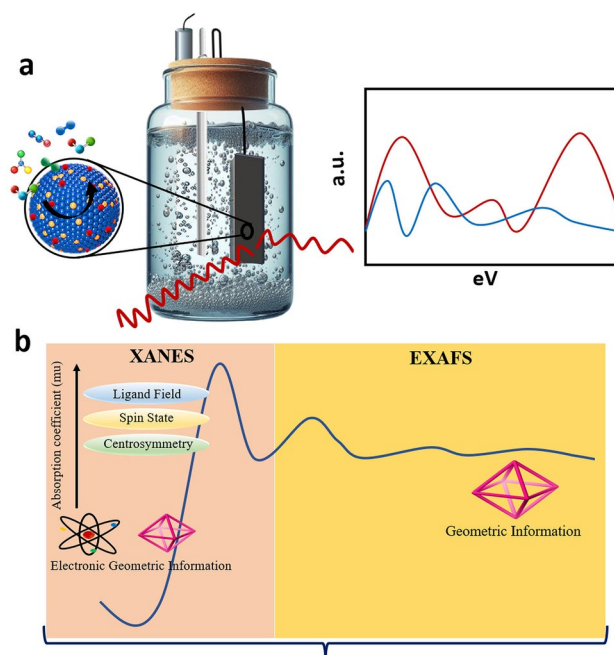 a
a.u.
eV
b
XANES
EXAFS
Absorption coefficient (mu)
Ligand Field
Spin State
Centrosymmetry
Electronic Geometric Information
Geometric Information